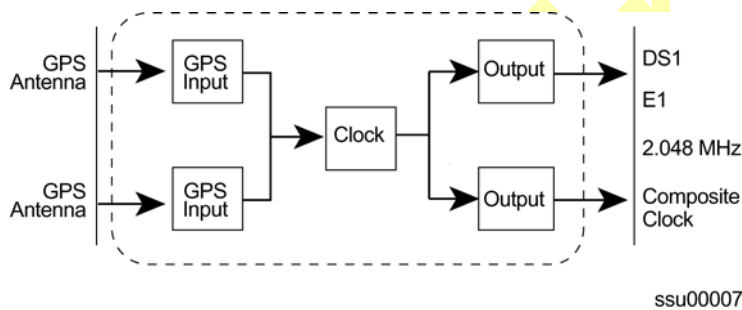 GPS
Antenna
GPS
Input
Clock
Output
DS1
E1
2.048 MHz
GPS
Antenna
GPS
Input
Output
Composite
Clock
ssu00007